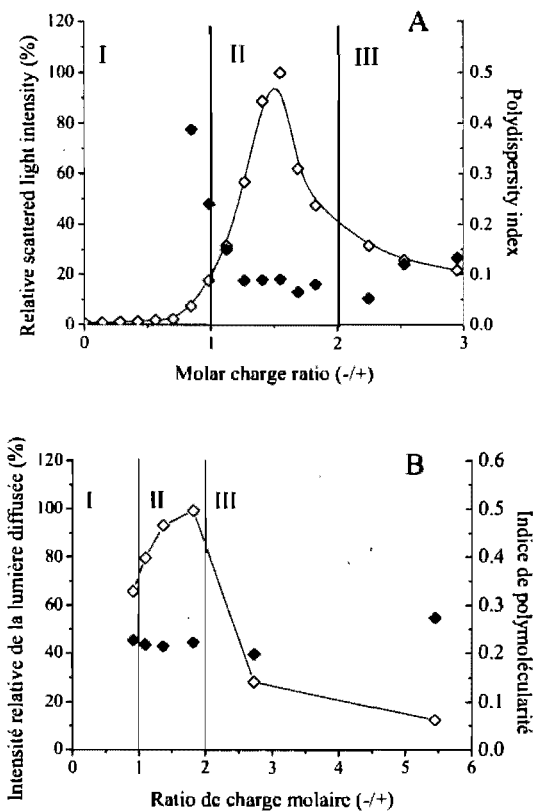 A
I II III
Relative scattered light intensity (%)
120
100
80
60
40
20
0
0.5
0.4
0.3
0.2
0.1
0.0
Polydispersity index
0 1 2 3
Molar charge ratio (-/+)
B
I II III
Intensité relative de la lumière diffusée (%)
120
100
80
60
40
20
0
0.6
0.5
0.4
0.3
0.2
0.1
0.0
Indice de polymolécularité
0 1 2 3 4 5 6
Ratio de charge molaire (-/+)